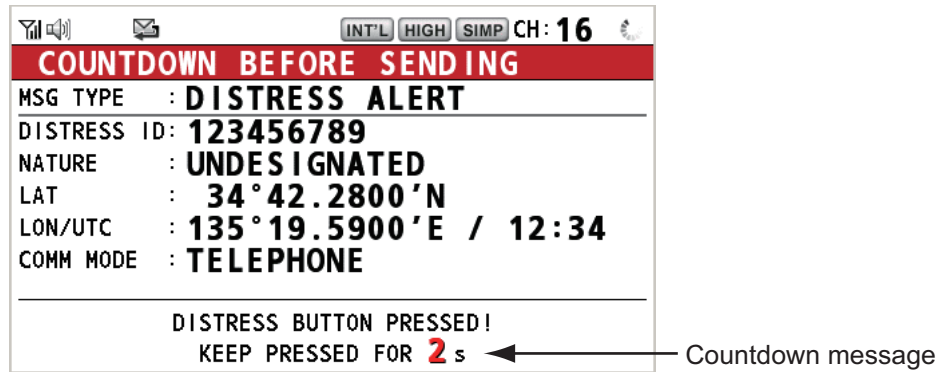 INT'L HIGH SIMP CH: 16
COUNTDOWN BEFORE SENDING
MSG TYPE : DISTRESS ALERT
DISTRESS ID: 123456789
NATURE : UNDESIGNATED
LAT : 34°42.2800'N
LON/UTC : 135°19.5900'E / 12:34
COMM MODE : TELEPHONE
DISTRESS BUTTON PRESSED!
KEEP PRESSED FOR 2 s
Countdown message